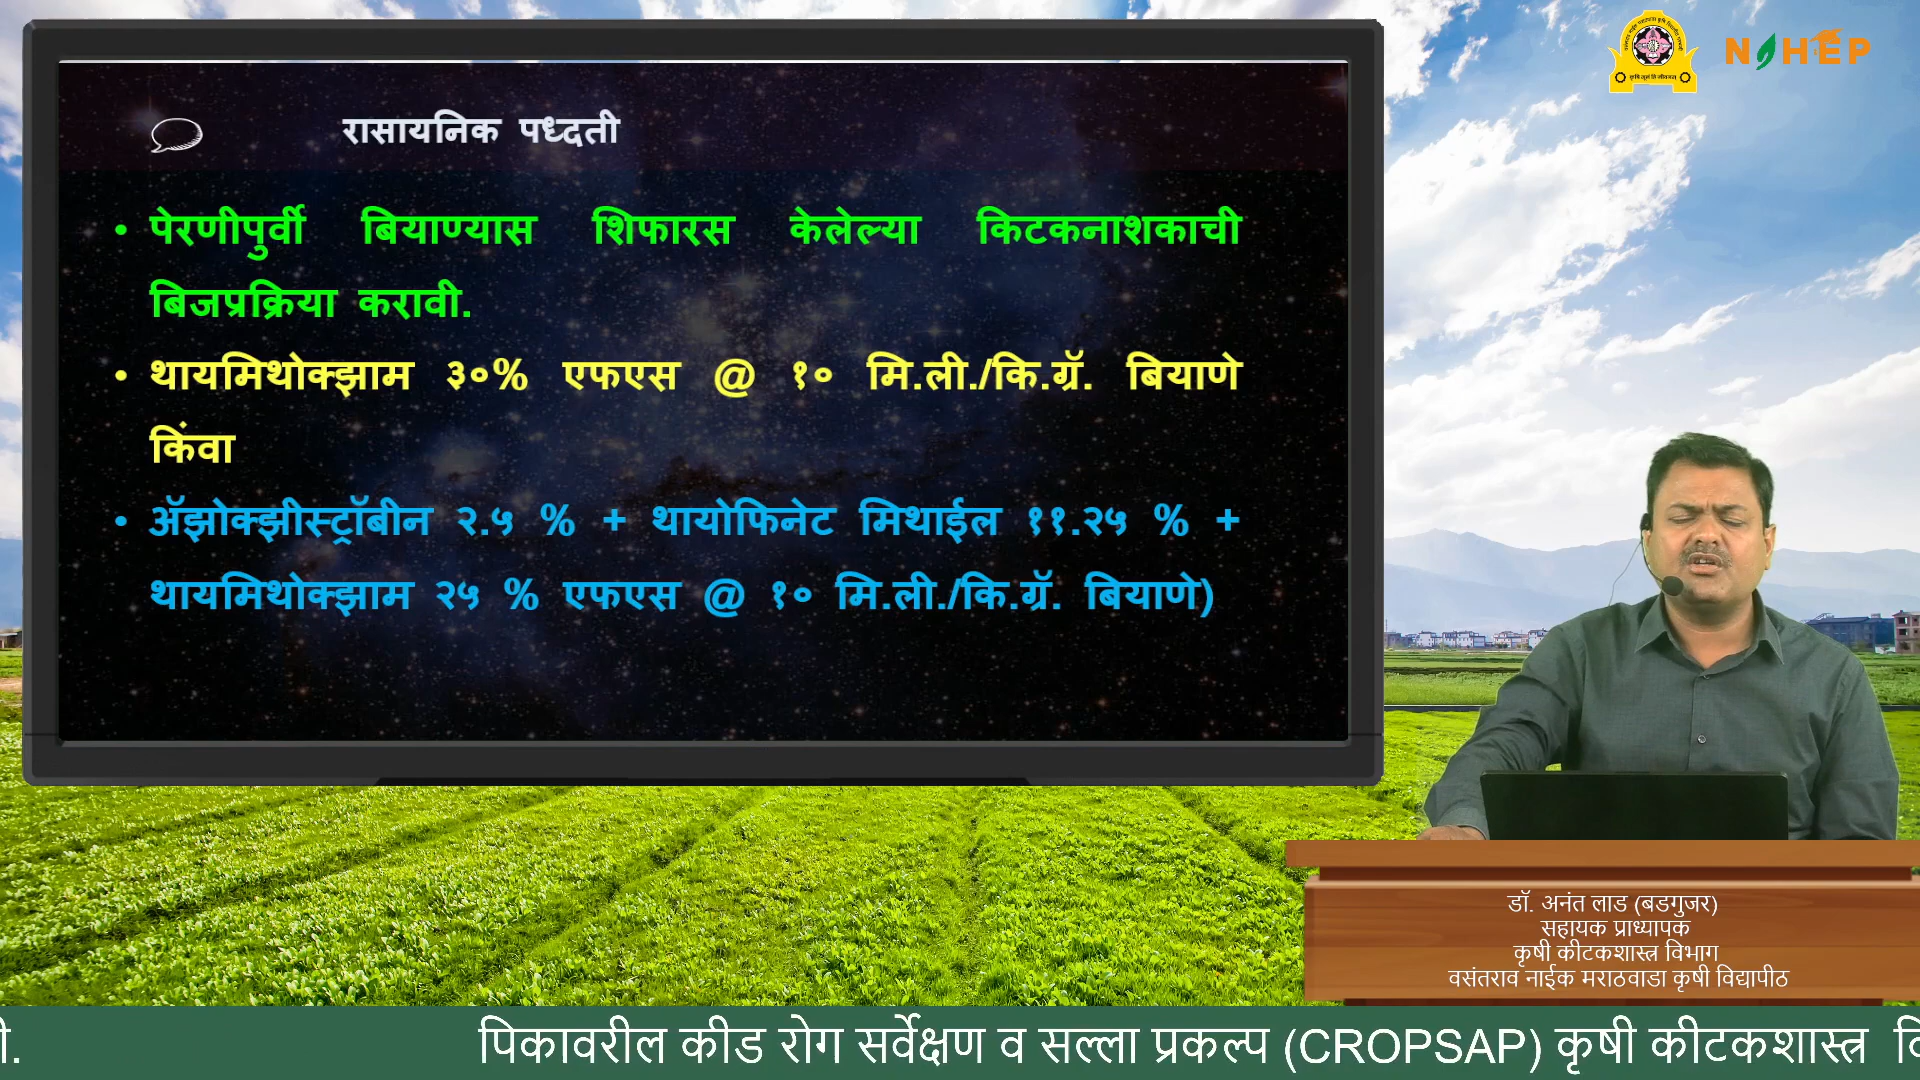 NAHEP
रासायनिक पध्दती
• पेरणीपुर्वी बियाण्यास शिफारस केलेल्या किटकनाशकाची
बिजप्रक्रिया करावी.
• थायमिथोक्झाम ३०% एफएस @ १० मि.ली./कि.ग्रॅ. बियाणे
किंवा
• ॲझोक्झीस्ट्रॉबीन २.५ % + थायोफिनेट मिथाईल ११.२५ % +
थायमिथोक्झाम २५ % एफएस @ १० मि.ली./कि.ग्रॅ. बियाणे)
डॉ. अनंत लाड (बडगुजर)
सहायक प्राध्यापक
कृषी कीटकशास्त्र विभाग
वसंतराव नाईक मराठवाडा कृषी विद्यापीठ
पिकावरील कीड रोग सर्वेक्षण व सल्ला प्रकल्प (CROPSAP) कृषी कीटकशास्त्र